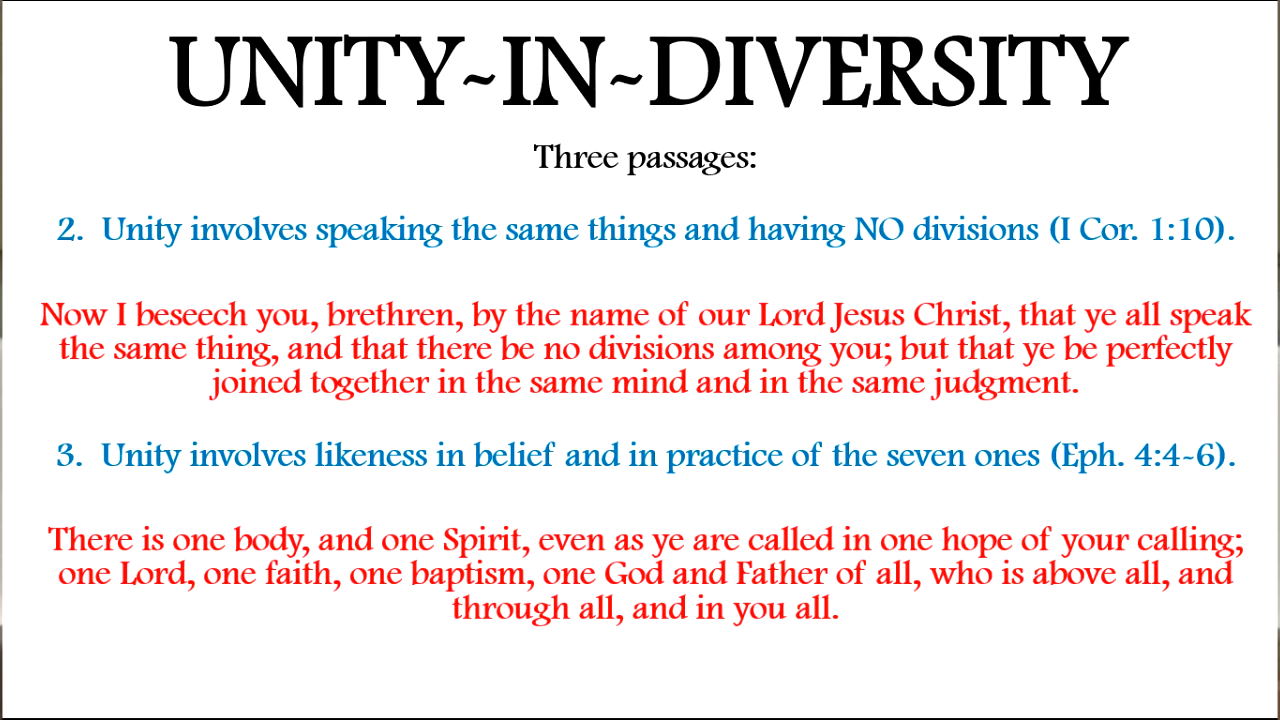 UNITY~IN~DIVERSITY
Three passages:
2. Unity involves speaking the same things and having NO divisions (I Cor. 1:10).
Now I beseech you, brethren, by the name of our Lord Jesus Christ, that ye all speak
the same thing, and that there be no divisions among you; but that ye be perfectly
joined together in the same mind and in the same judgment.
3. Unity involves likeness in belief and in practice of the seven ones (Eph. 4:4~6).
There is one body, and one Spirit, even as ye are called in one hope of your calling;
one Lord, one faith, one baptism, one God and Father of all, who is above all, and
through all, and in you all.